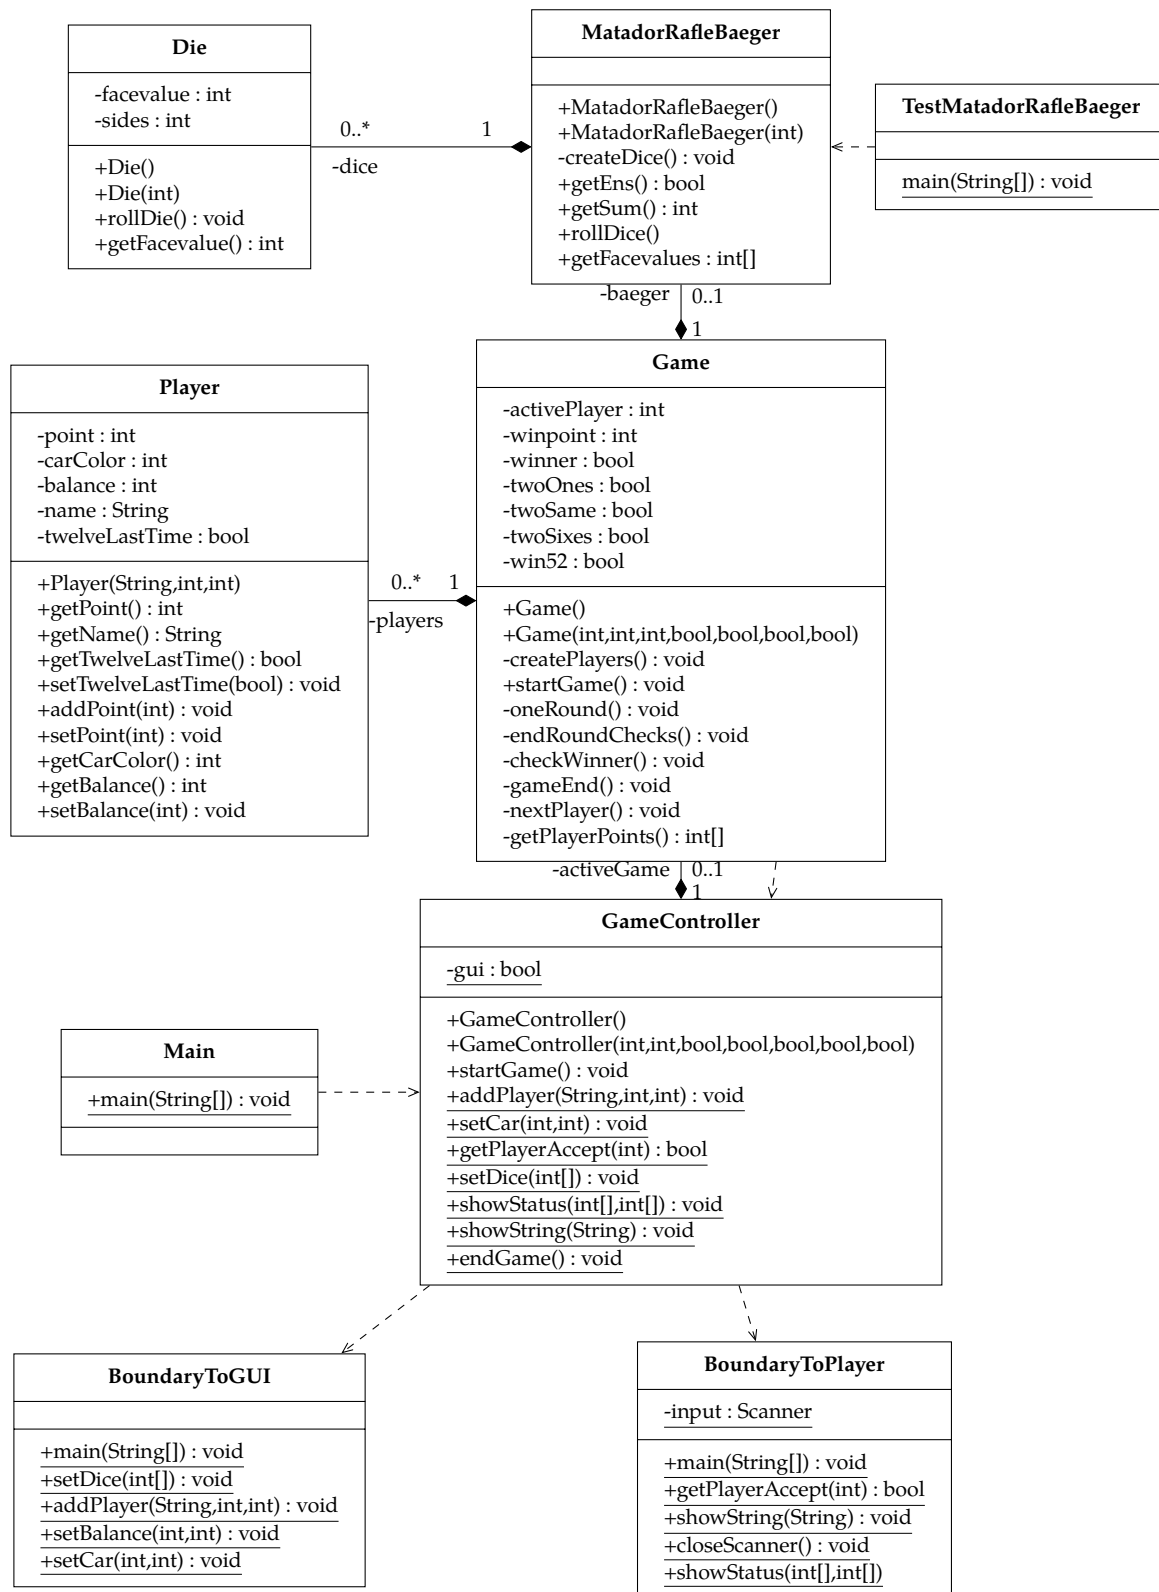 Die
-facevalue : int
-sides : int
+Die()
+Die(int)
+rollDie() : void
+getFacevalue() : int
0..*
1
-dice
MatadorRafleBaeger
+MatadorRafleBaeger()
+MatadorRafleBaeger(int)
-createDice() : void
+getEns() : bool
+getSum() : int
+rollDice()
+getFacevalues : int[]
TestMatadorRafleBaeger
main(String[]) : void
-baeger
0..1
1
Player
-point : int
-carColor : int
-balance : int
-name : String
-twelveLastTime : bool
+Player(String,int,int)
+getPoint() : int
+getName() : String
+getTwelveLastTime() : bool
+setTwelveLastTime(bool) : void
+addPoint(int) : void
+setPoint(int) : void
+getCarColor() : int
+getBalance() : int
+setBalance(int) : void
0..*
1
-players
Game
-activePlayer : int
-winpoint : int
-winner : bool
-twoOnes : bool
-twoSame : bool
-twoSixes : bool
-win52 : bool
+Game()
+Game(int,int,int,bool,bool,bool,bool)
-createPlayers() : void
+startGame() : void
-oneRound() : void
-endRoundChecks() : void
-checkWinner() : void
-gameEnd() : void
-nextPlayer() : void
-getPlayerPoints() : int[]
-activeGame
0..1
1
GameController
-gui : bool
+GameController()
+GameController(int,int,bool,bool,bool,bool,bool)
+startGame() : void
+addPlayer(String,int,int) : void
+setCar(int,int) : void
+getPlayerAccept(int) : bool
+setDice(int[]) : void
+showStatus(int[],int[]) : void
+showString(String) : void
+endGame() : void
Main
+main(String[]) : void
BoundaryToGUI
+main(String[]) : void
+setDice(int[]) : void
+addPlayer(String,int,int) : void
+setBalance(int,int) : void
+setCar(int,int) : void
BoundaryToPlayer
-input : Scanner
+main(String[]) : void
+getPlayerAccept(int) : bool
+showString(String) : void
+closeScanner() : void
+showStatus(int[],int[])